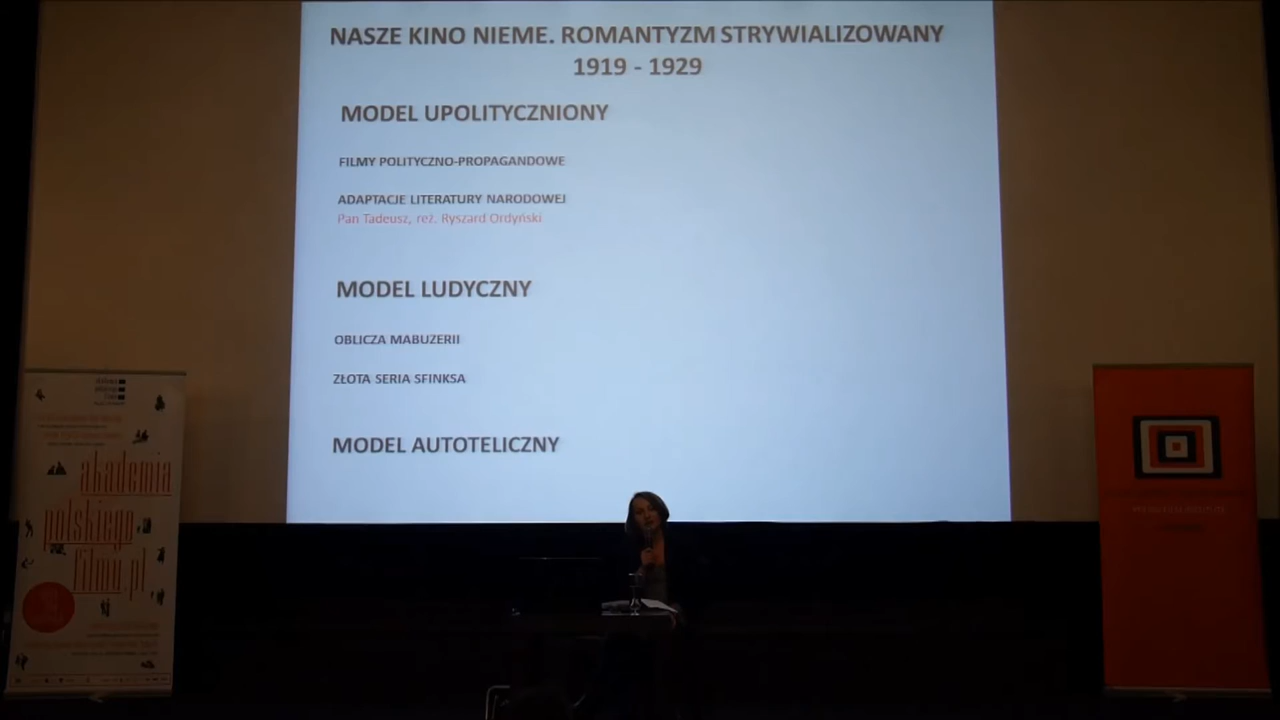 NASZE KINO NIEME. ROMANTYZM STRYWIALIZOWANY
1919 - 1929
MODEL UPOLITYCZNIONY
FILMY POLITYCZNO-PROPAGANDOWE
ADAPTACJE LITERATURY NARODOWEJ
Pan Tadeusz, reż. Ryszard Ordyński
MODEL LUDYCZNY
OBLICZA MABUZERII
ZŁOTA SERIA SFINKSA
MODEL AUTOTELICZNY
akademia
polskiego
filmu.pl